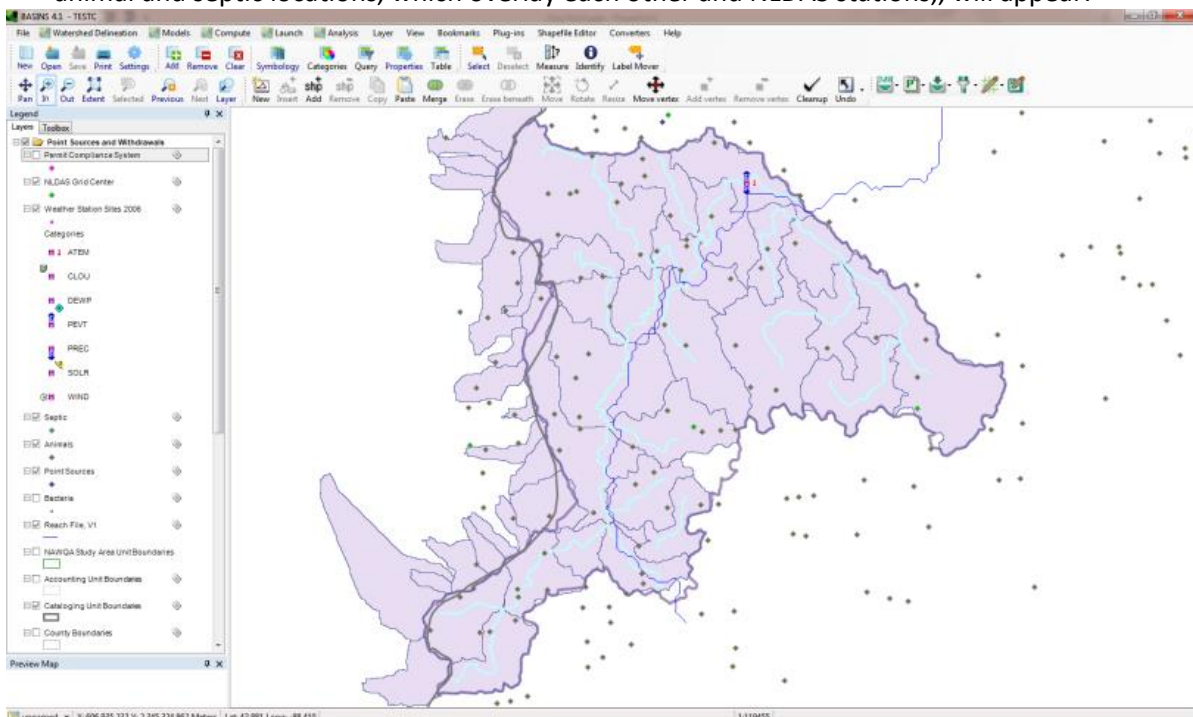 animal and septic locations, which overlay each other and NLDAS stations), will appear.
BASINS 4.1 - TESTC
File Watershed Delineation Models Compute Launch Analysis Layer View Bookmarks Plug-ins Shapefile Editor Converters Help
New Open Save Print Settings Add Remove Clear Symbology Categories Query Properties Table Select Deselect Measure Identify Label Mover
Pan In Out Extent Selected Previous Next Layer New Insert Add Remove Copy Paste Merge Erase Erase beneath Move Rotate Resize Move vertex Add vertex Remove vertex Cleanup Undo
Legend
Layers Toolbox
Point Sources and Withdrawals
Permit Compliance System
NLDAS Grid Center
Weather Station Sites 2006
Categories
ATEM
CLOU
DEWP
PEVT
PREC
SOLR
WIND
Septic
Animals
Point Sources
Bacteria
Reach File, V1
NAWQA Study Area Unit Boundaries
Accounting Unit Boundaries
Cataloging Unit Boundaries
County Boundaries
Preview Map